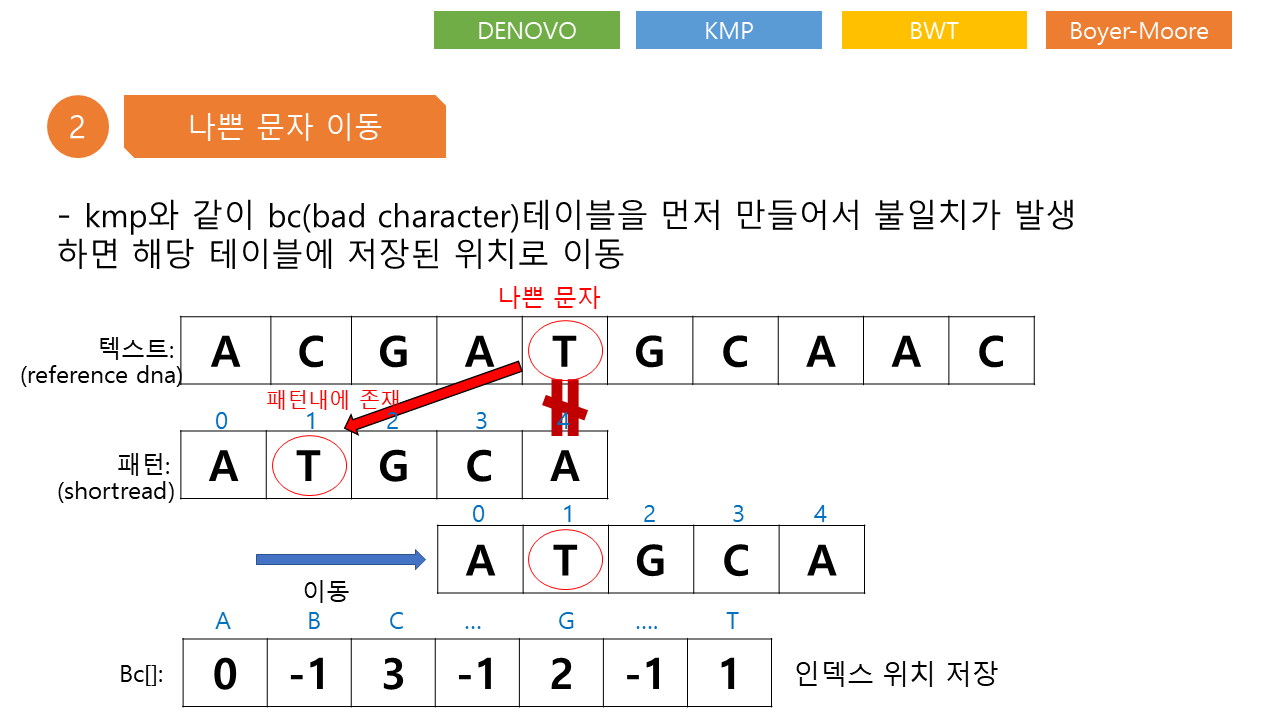 DENOVO KMP BWT Boyer-Moore
2 나쁜 문자 이동
- kmp와 같이 bc(bad character)테이블을 먼저 만들어서 불일치가 발생
하면 해당 테이블에 저장된 위치로 이동
나쁜 문자
텍스트:
(reference dna)
A C G A T G C A A C
패턴내에 존재
0 1 2 3 4
패턴:
(shortread)
A T G C A
0 1 2 3 4
A T G C A
이동
A B C ... G .... T
Bc[]: 0 -1 3 -1 2 -1 1 인덱스 위치 저장